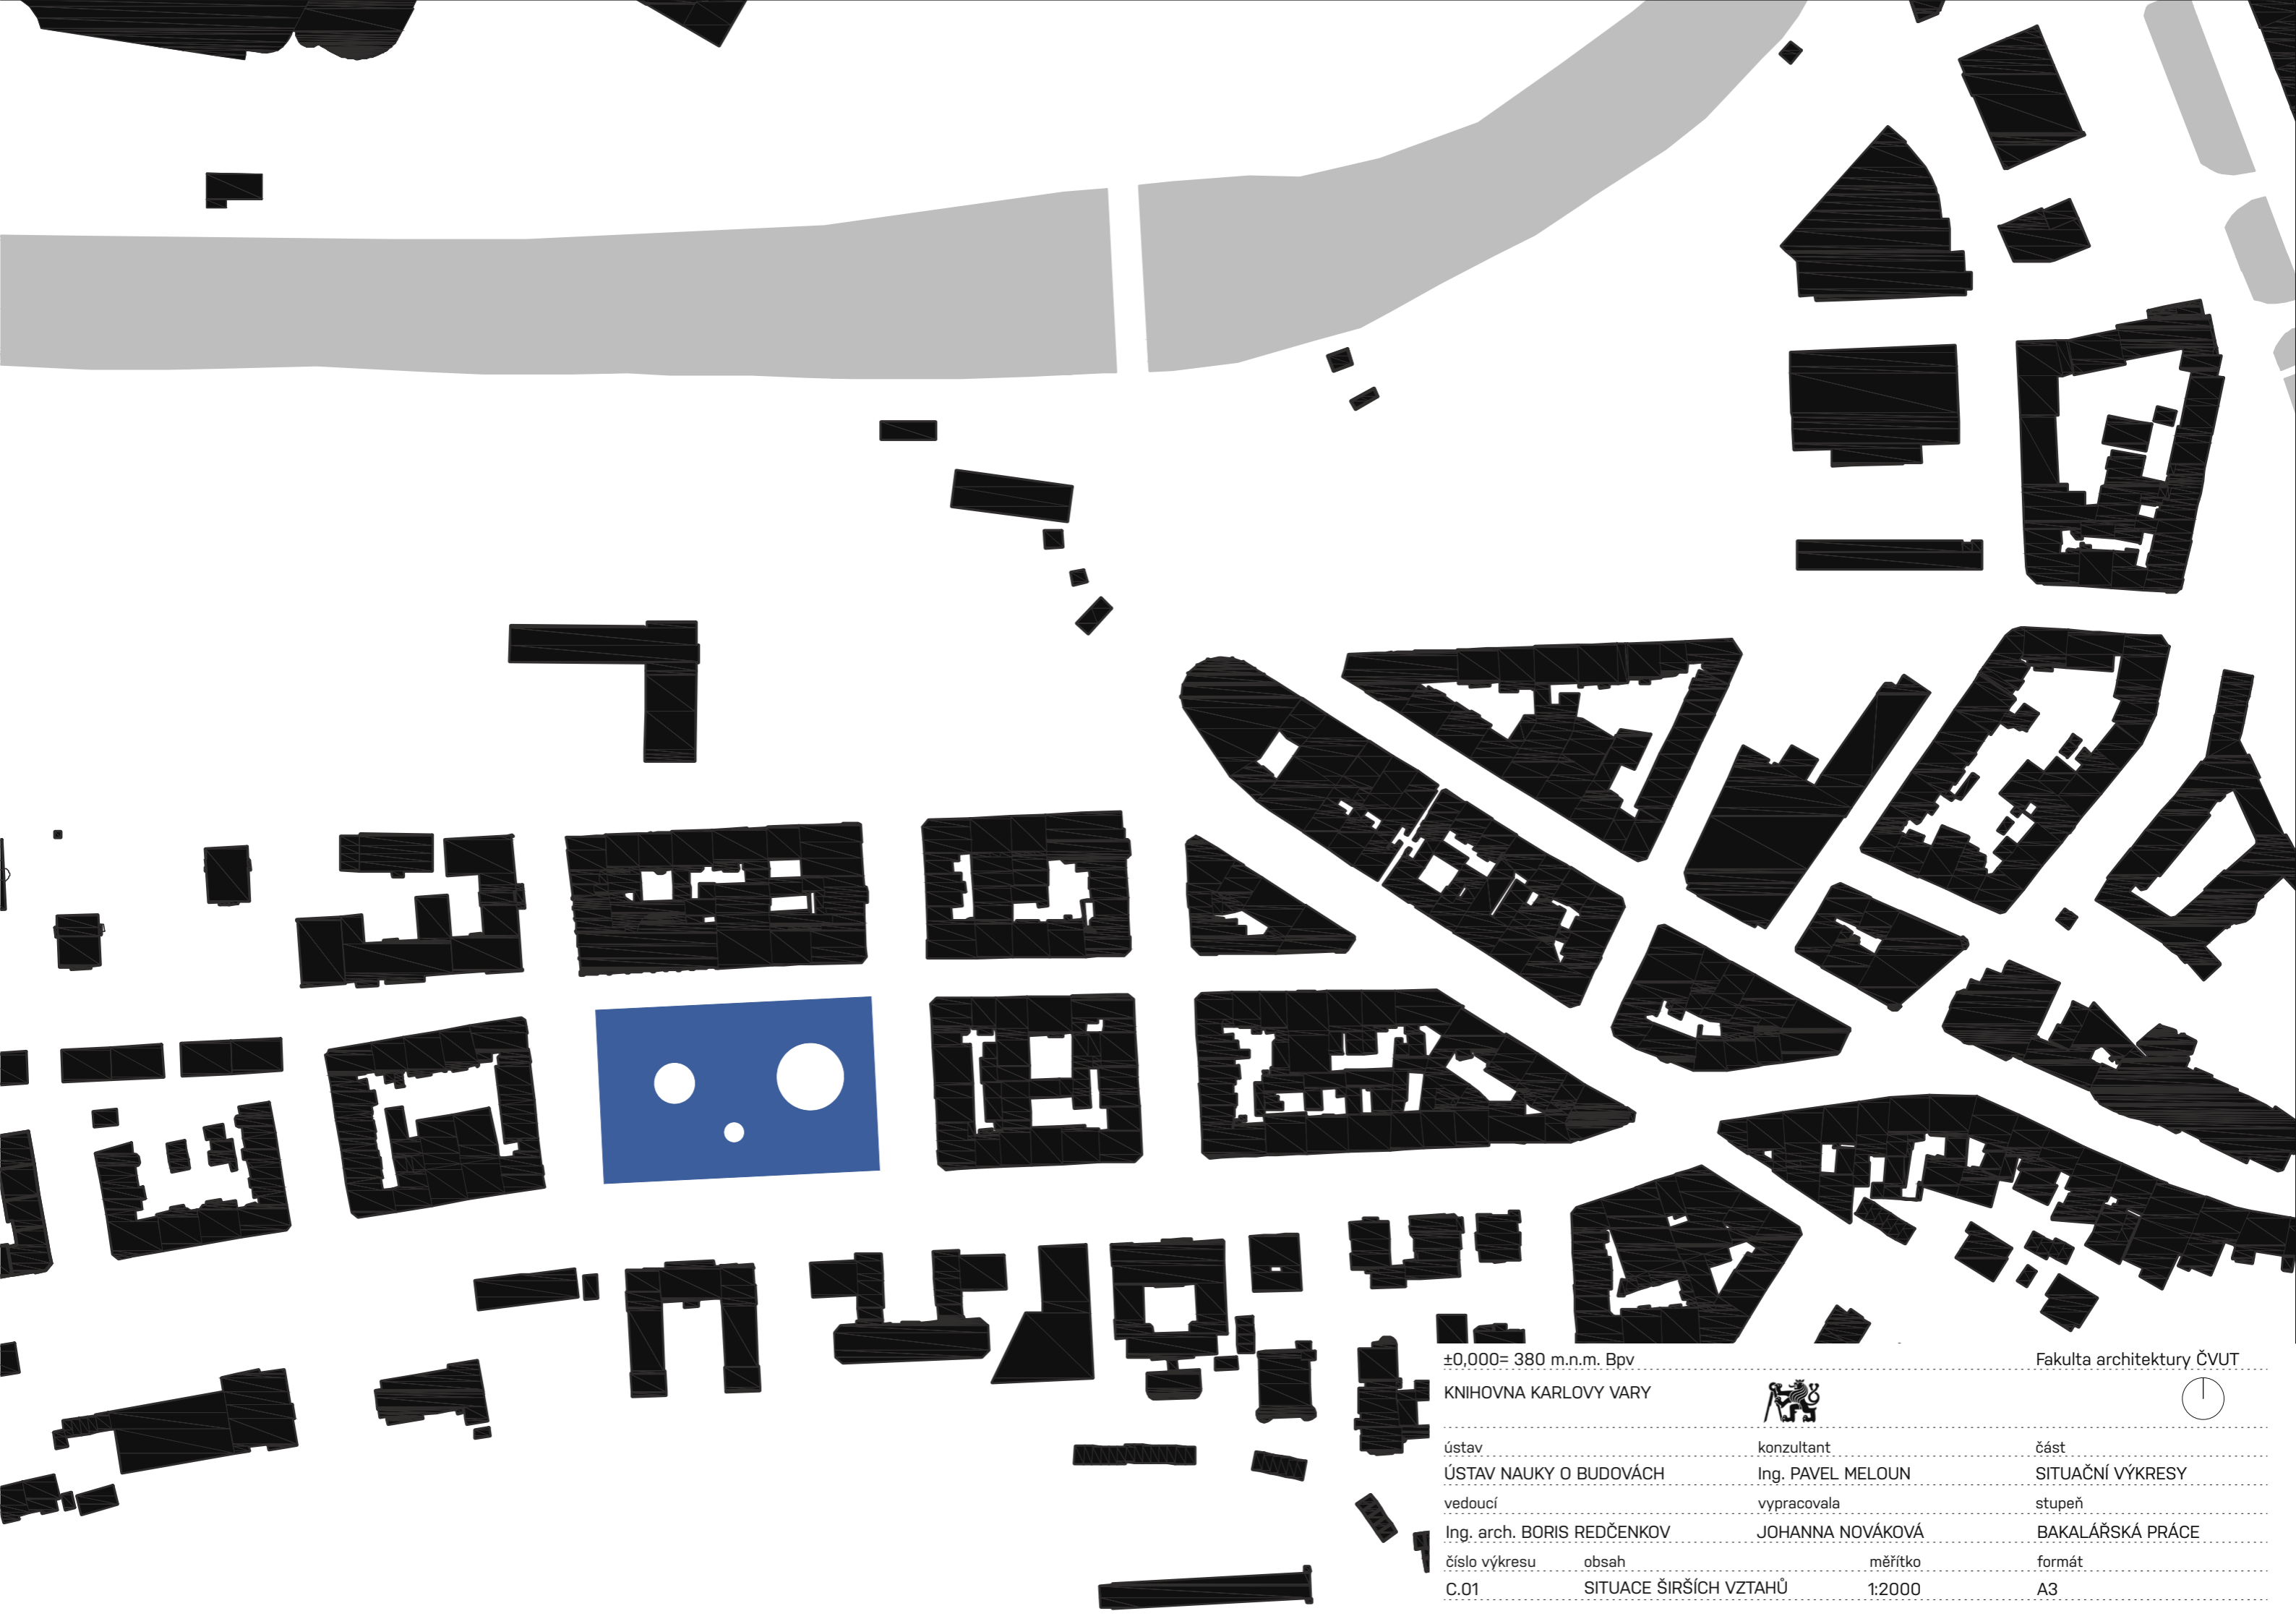 ±0,000= 380 m.n.m. Bpv Fakulta architektury ČVUT
KNIHOVNA KARLOVY VARY
ústav konzultant část
ÚSTAV NAUKY O BUDOVÁCH Ing. PAVEL MELOUN SITUAČNÍ VÝKRESY
vedoucí vypracovala stupeň
Ing. arch. BORIS REDČENKOV JOHANNA NOVÁKOVÁ BAKALÁŘSKÁ PRÁCE
číslo výkresu obsah měřítko formát
C.01 SITUACE ŠIRŠÍCH VZTAHŮ 1:2000 A3